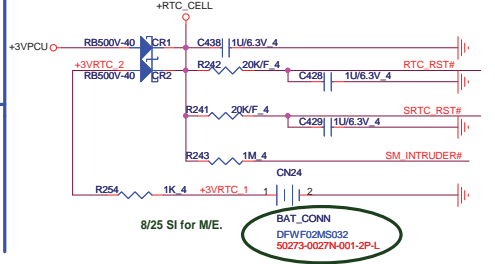 +RTC_CELL
+3VPCU RB500V-40 CR1 C438 1U/6.3V_4
+3VRTC_2 R242 20K/F_4 RTC_RST#
RB500V-40 CR2 C428 1U/6.3V_4
R241 20K/F_4 SRTC_RST#
C429 1U/6.3V_4
R243 1M_4 SM_INTRUDER#
CN24
R254 1K_4 +3VRTC_1 1 2
8/25 SI for M/E. BAT_CONN
DFWF02MS032
50273-0027N-001-2P-L